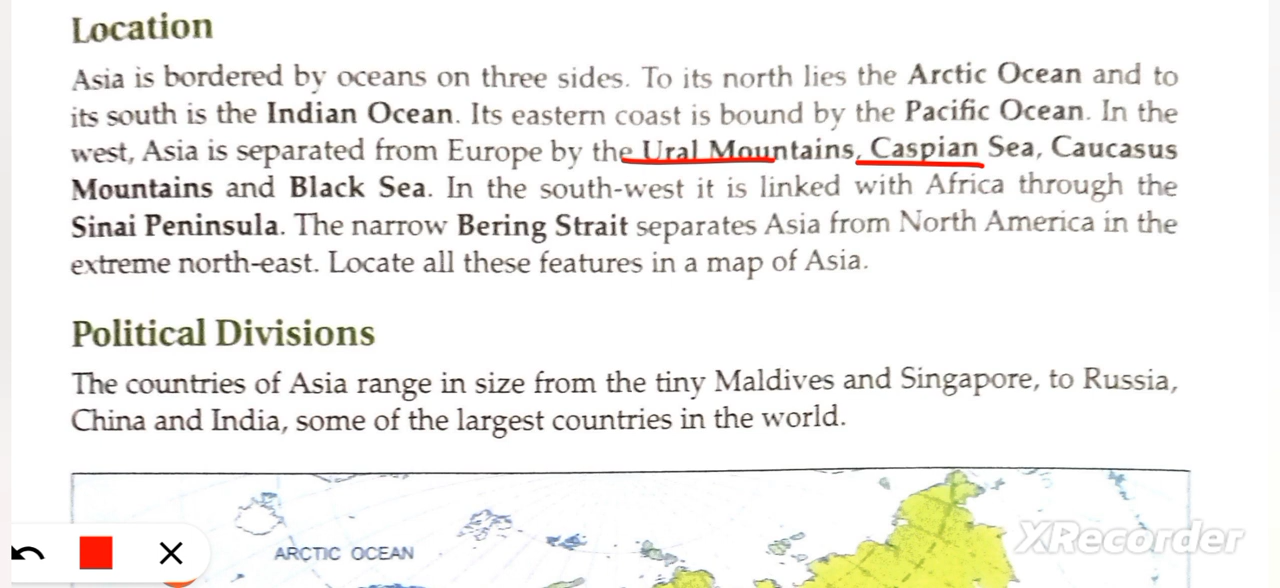 Location
Asia is bordered by oceans on three sides. To its north lies the Arctic Ocean and to
its south is the Indian Ocean. Its eastern coast is bound by the Pacific Ocean. In the
west, Asia is separated from Europe by the Ural Mountains, Caspian Sea, Caucasus
Mountains and Black Sea. In the south-west it is linked with Africa through the
Sinai Peninsula. The narrow Bering Strait separates Asia from North America in the
extreme north-east. Locate all these features in a map of Asia.
Political Divisions
The countries of Asia range in size from the tiny Maldives and Singapore, to Russia,
China and India, some of the largest countries in the world.
ARCTIC OCEAN
XRecorder